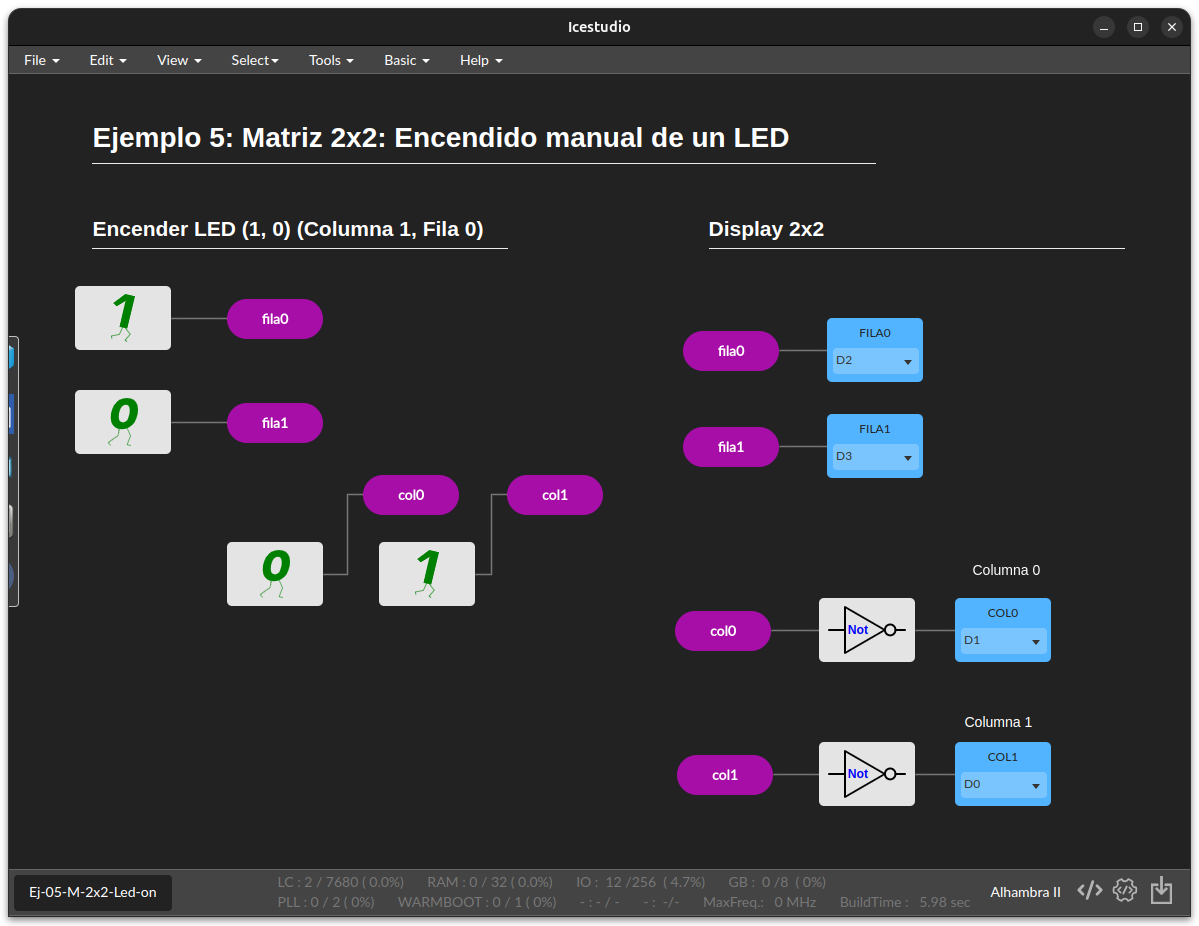 Icestudio
File Edit View Select Tools Basic Help
Ejemplo 5: Matriz 2x2: Encendido manual de un LED
Encender LED (1, 0) (Columna 1, Fila 0)
Display 2x2
1
fila0
0
fila1
col0
col1
0
1
fila0
FILA0
D2
fila1
FILA1
D3
Columna 0
col0
Not
COL0
D1
Columna 1
col1
Not
COL1
D0
Ej-05-M-2x2-Led-on
LC : 2 / 7680 ( 0.0%) RAM : 0 / 32 ( 0.0%) IO : 12 /256 ( 4.7%) GB : 0 /8 ( 0%)
PLL : 0 / 2 ( 0%) WARMBOOT : 0 / 1 ( 0%) - : - / - - : -/- MaxFreq.: 0 MHz BuildTime : 5.98 sec
Alhambra II